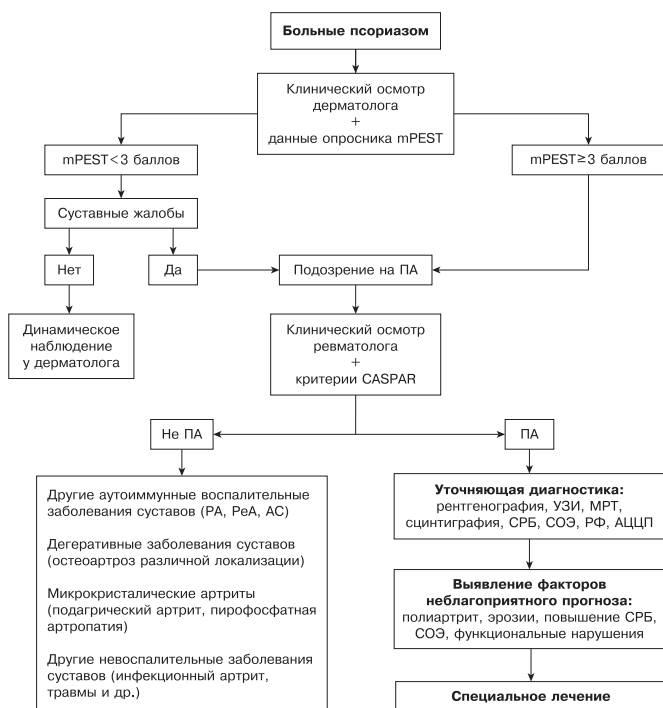 Больные псориазом
Клинический осмотр
дерматолога
+
данные опросника mPEST
mPEST<3 баллов
mPEST≥3 баллов
Суставные жалобы
Нет
Да
Подозрение на ПА
Динамическое
наблюдение
у дерматолога
Клинический осмотр
ревматолога
+
критерии CASPAR
Не ПА
ПА
Другие аутоиммунные воспалительные
заболевания суставов (РА, РеА, АС)
Дегеративные заболевания суставов
(остеоартроз различной локализации)
Микрокристалические артриты
(подагрический артрит, пирофосфатная
артропатия)
Другие невоспалительные заболевания
суставов (инфекционный артрит,
травмы и др.)
Уточняющая диагностика:
рентгенография, УЗИ, МРТ,
сцинтиграфия, СРБ, СОЭ, РФ, АЦЦП
Выявление факторов
неблагоприятного прогноза:
полиартрит, эрозии, повышение СРБ,
СОЭ, функциональные нарушения
Специальное лечение